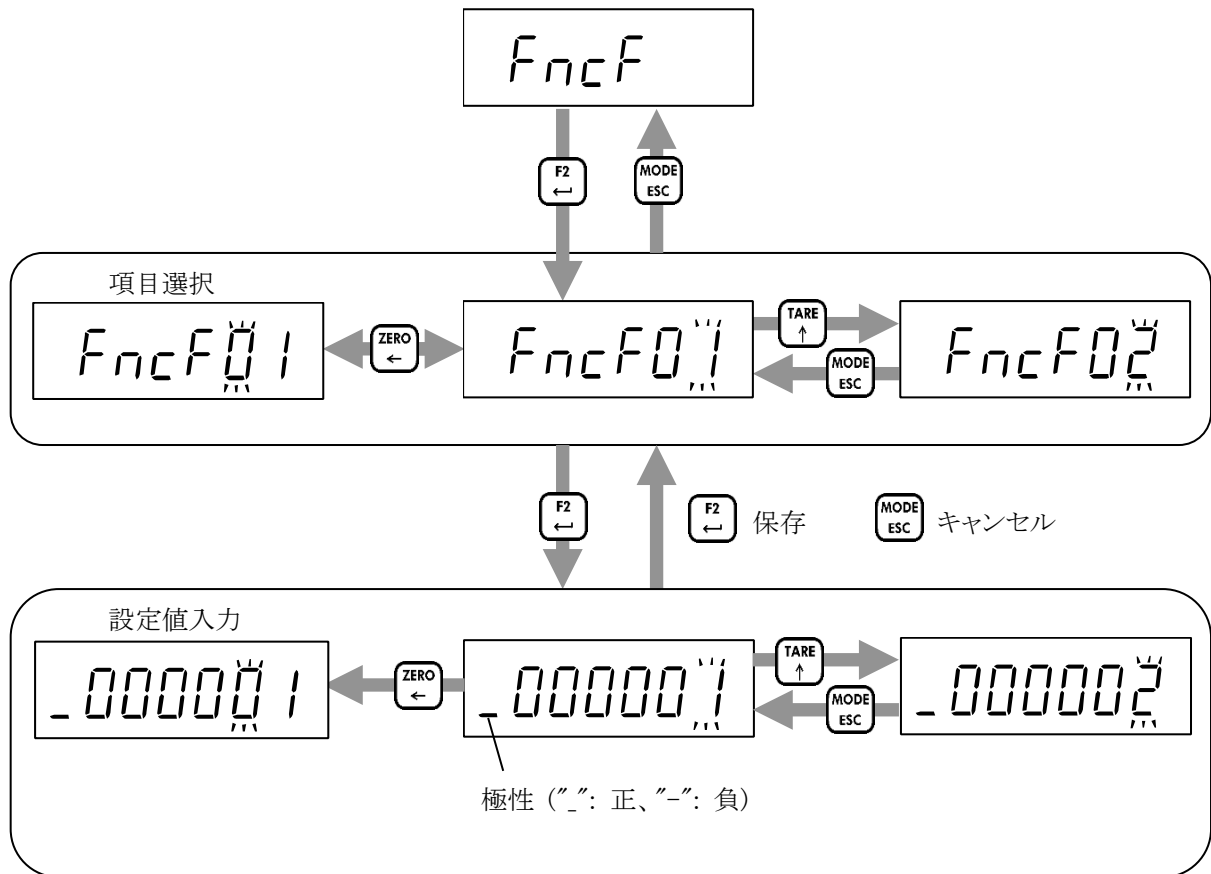 FncF
F2
←
MODE
ESC
項目選択
FncF01
ZERO
←
FncF01
TARE
↑
MODE
ESC
FncF02
F2
←
F2
←
保存
MODE
ESC
キャンセル
設定値入力
_000001
ZERO
←
_000001
TARE
↑
MODE
ESC
_000002
極性 ("_": 正、"-": 負)